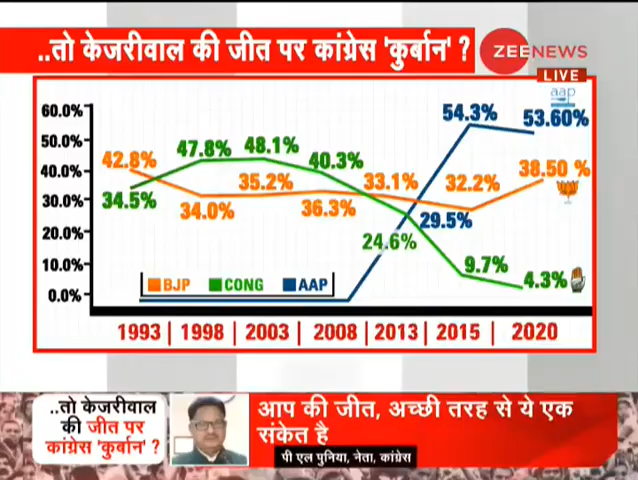 ..तो केजरीवाल की जीत पर कांग्रेस 'कुर्बान' ?
ZEENEWS
LIVE
aap
60.0%
50.0%
40.0%
30.0%
20.0%
10.0%
0.0%
42.8%
34.0%
35.2%
36.3%
33.1%
32.2%
38.50 %
34.5%
47.8%
48.1%
40.3%
24.6%
9.7%
4.3%
29.5%
54.3%
53.60%
BJP CONG AAP
1993 | 1998 | 2003 | 2008 | 2013 | 2015 | 2020
..तो केजरीवाल
की जीत पर
कांग्रेस 'कुर्बान' ?
आप की जीत, अच्छी तरह से ये एक
संकेत है
पी एल पुनिया, नेता, कांग्रेस